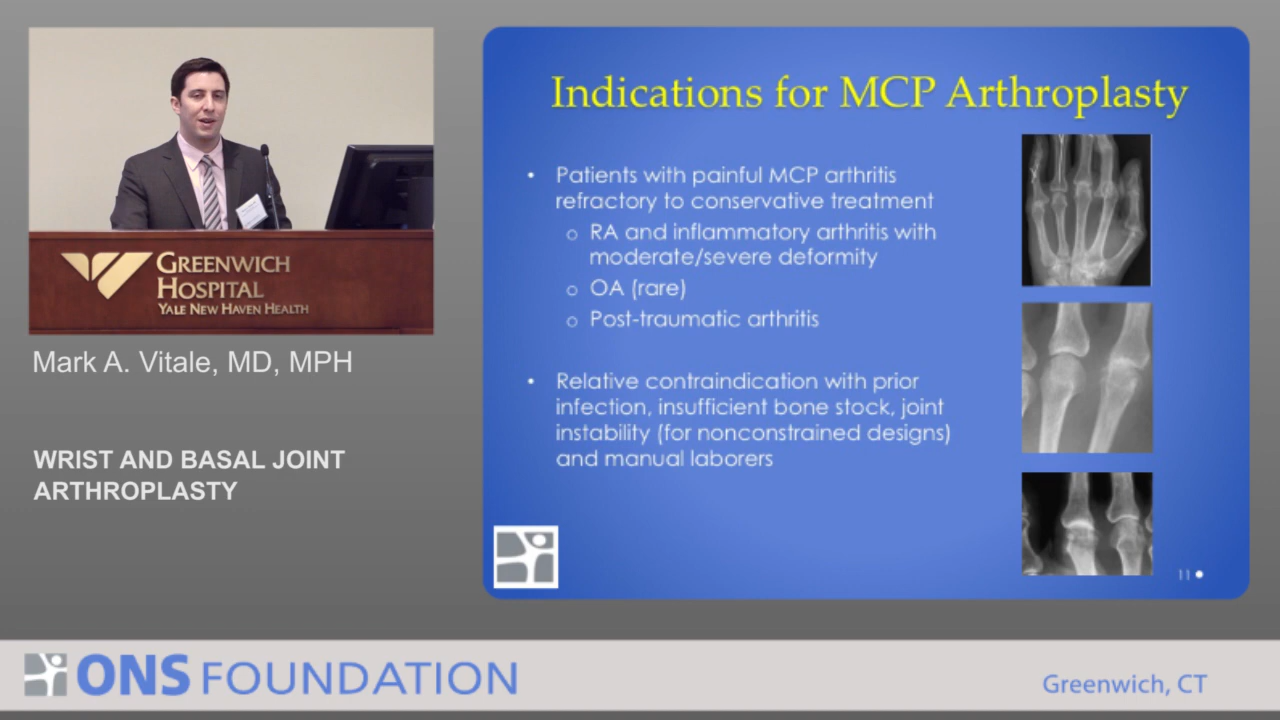 GREENWICH
HOSPITAL
YALE NEW HAVEN HEALTH
Mark A. Vitale, MD, MPH
WRIST AND BASAL JOINT
ARTHROPLASTY
Indications for MCP Arthroplasty
• Patients with painful MCP arthritis
refractory to conservative treatment
o RA and inflammatory arthritis with
moderate/severe deformity
o OA (rare)
o Post-traumatic arthritis
• Relative contraindication with prior
infection, insufficient bone stock, joint
instability (for nonconstrained designs)
and manual laborers
11
ONS FOUNDATION
Greenwich, CT